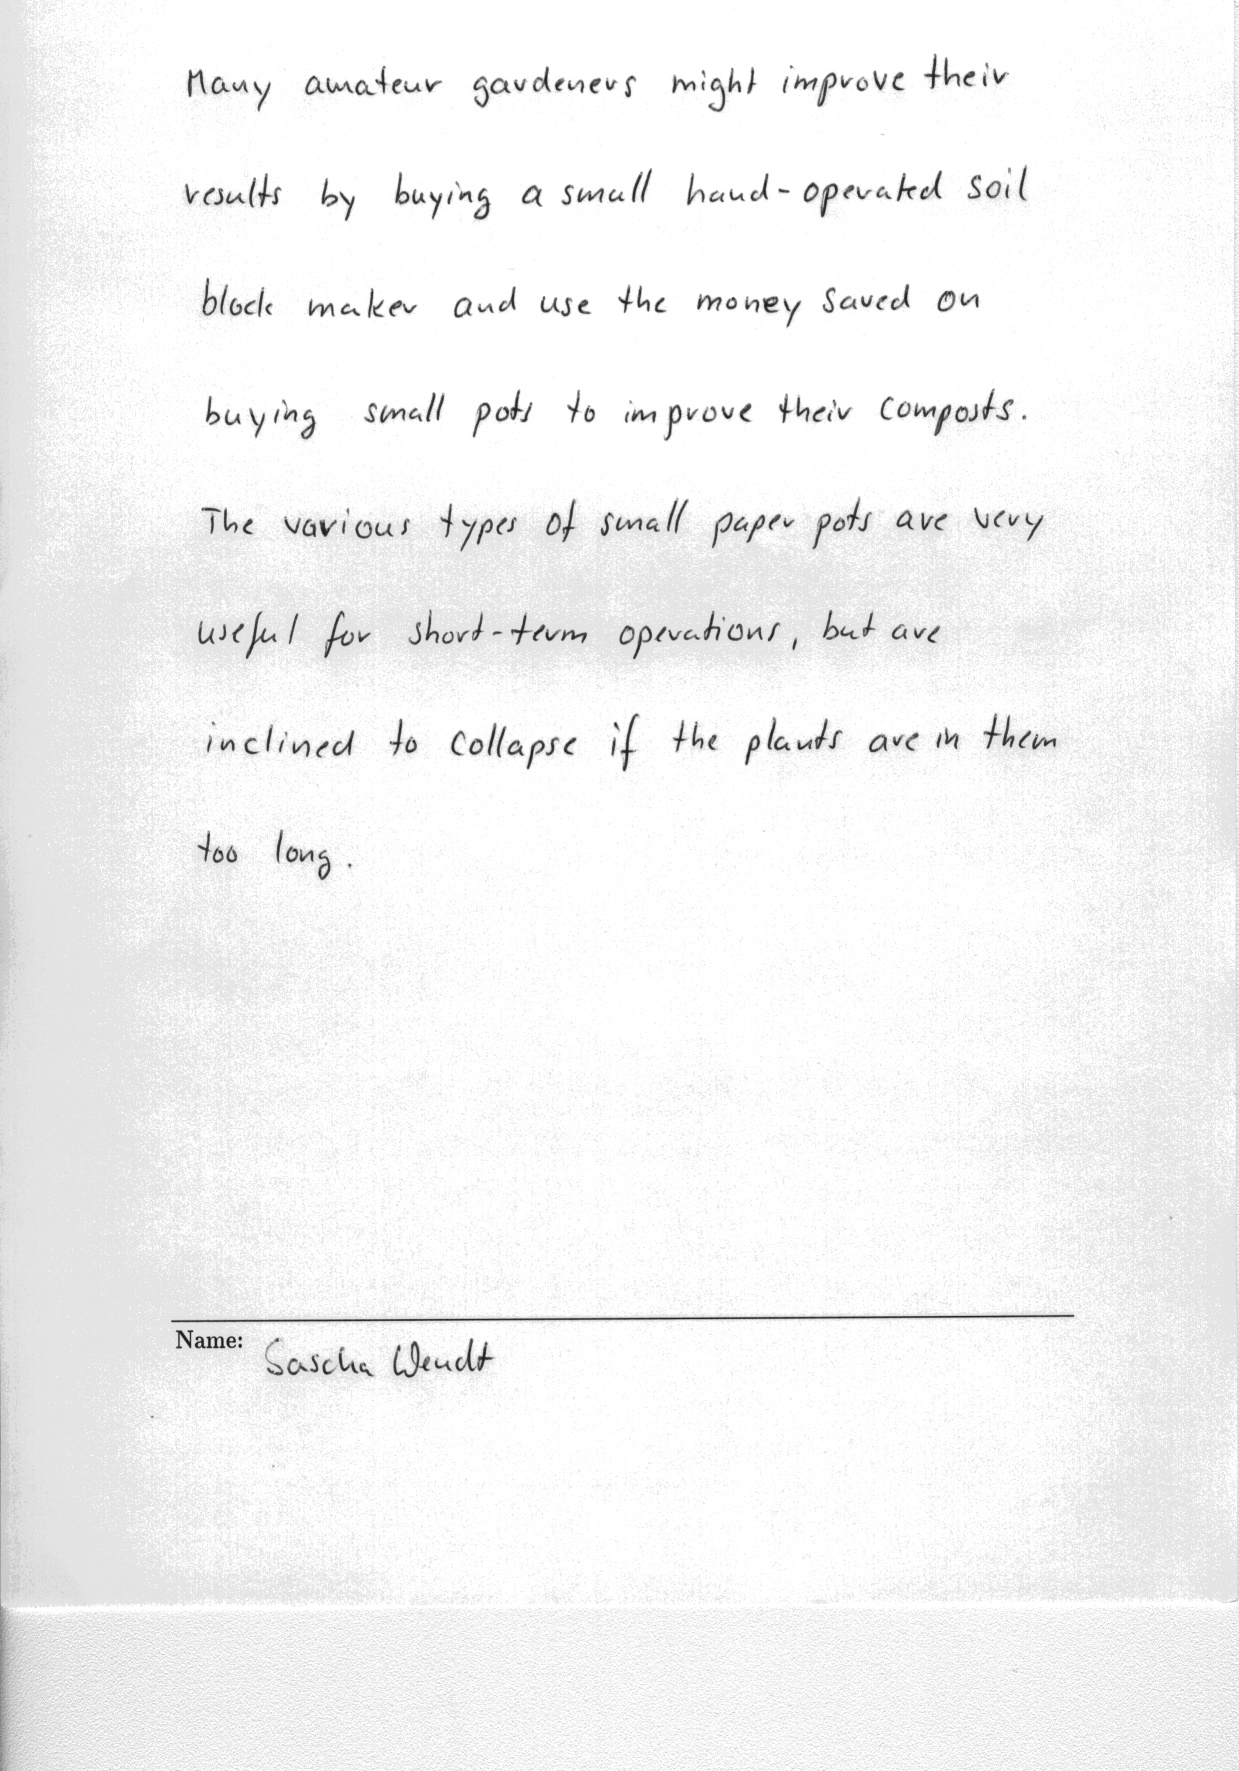 Many amateur gardeners might improve their
results by buying a small hand-operated soil
block maker and use the money saved on
buying small pots to improve their composts.
The various types of small paper pots are very
useful for short-term operations, but are
inclined to collapse if the plants are in them
too long.
Name: Sascha Wendt